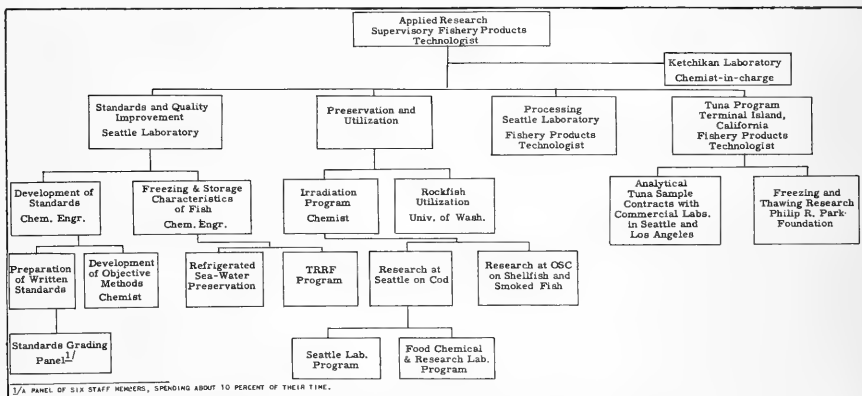 Applied Research
Supervisory Fishery Products
Technologist
Ketchikan Laboratory
Chemist-in-charge
Standards and Quality
Improvement
Seattle Laboratory
Preservation and
Utilization
Processing
Seattle Laboratory
Fishery Products
Technologist
Tuna Program
Terminal Island,
California
Fishery Products
Technologist
Development of
Standards
Chem. Engr.
Freezing & Storage
Characteristics
of Fish
Chem. Engr.
Irradiation
Program
Chemist
Rockfish
Utilization
Univ. of Wash.
Analytical
Tuna Sample
Contracts with
Commercial Labs.
in Seattle and
Los Angeles
Freezing and
Thawing Research
Philip R. Park
Foundation
Preparation
of Written
Standards
Development
of Objective
Methods
Chemist
Refrigerated
Sea-Water
Preservation
TRRF
Program
Research at
Seattle on Cod
Research at OSC
on Shellfish and
Smoked Fish
Standards Grading
Panel1/
Seattle Lab.
Program
Food Chemical
& Research Lab.
Program
1/A PANEL OF SIX STAFF MEMBERS, SPENDING ABOUT 10 PERCENT OF THEIR TIME.